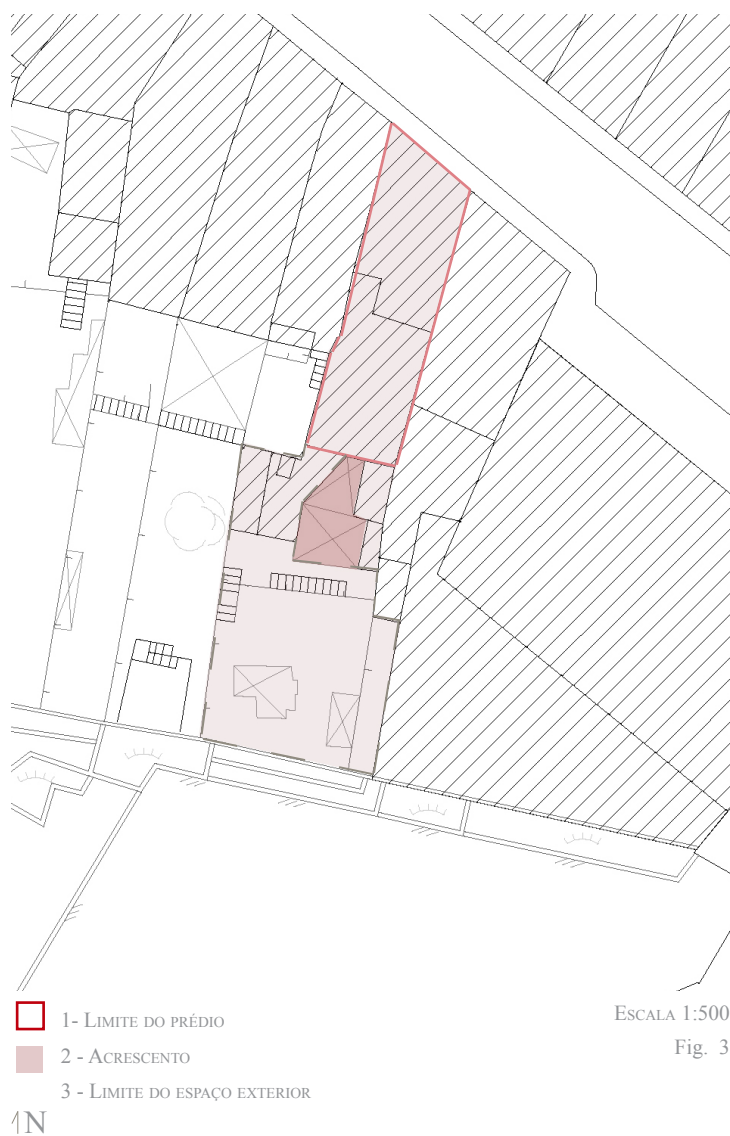 1- Limite do prédio
Escala 1:500
2 - Acrescento
Fig. 3
3 - Limite do espaço exterior
N